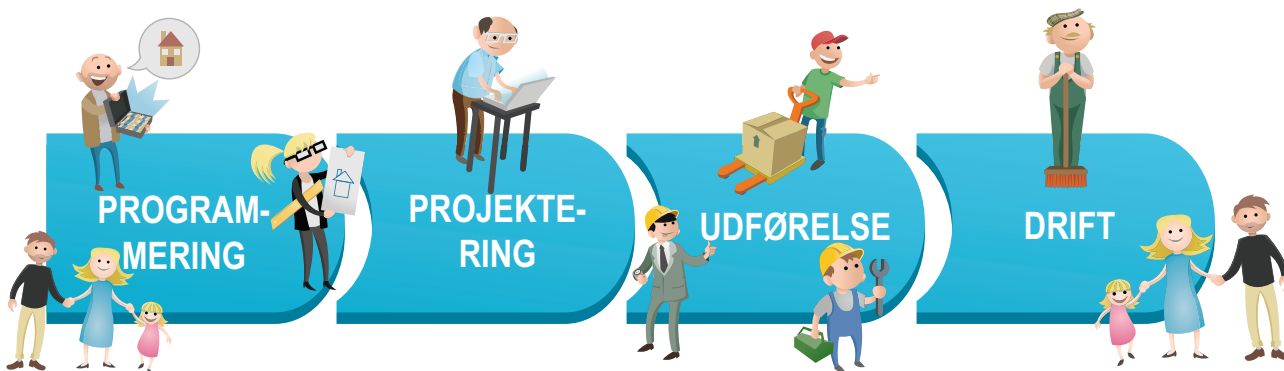 PROGRAM-
MERING
PROJEKTE-
RING
UDFØRELSE
DRIFT